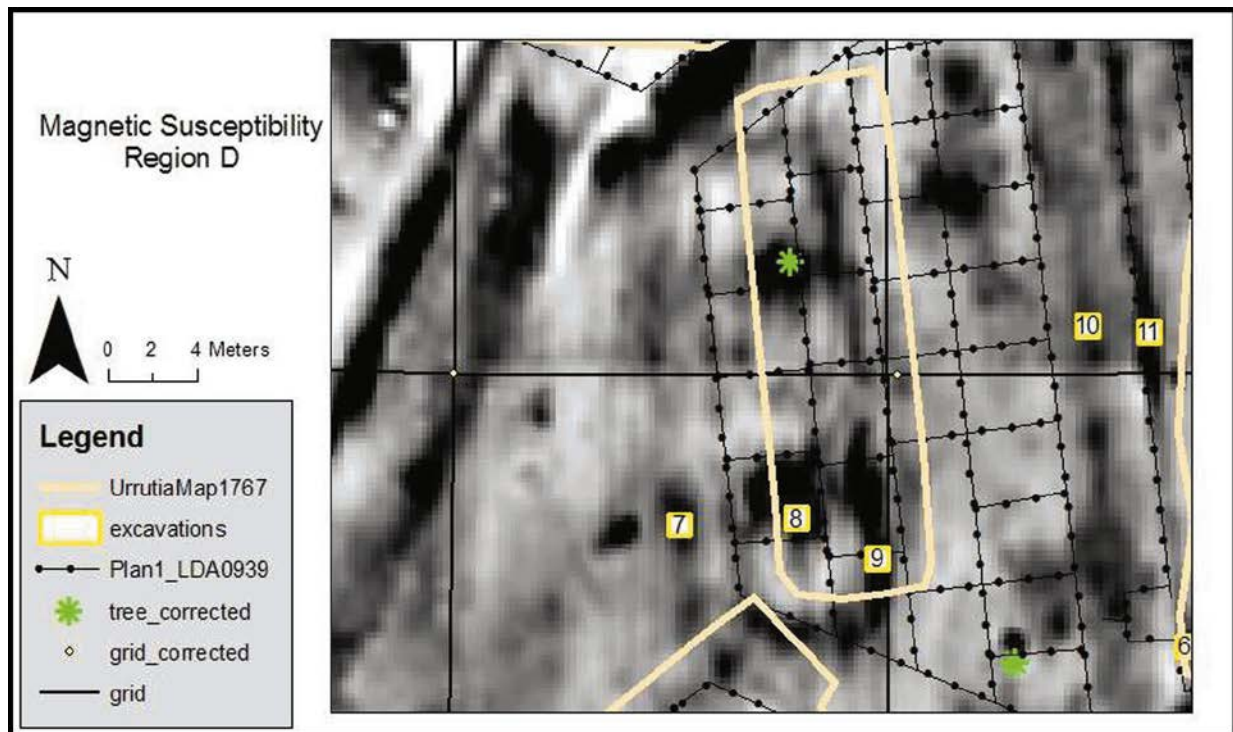 Magnetic Susceptibility
Region D
N
0 2 4 Meters
Legend
UrrutiaMap1767
excavations
Plan1_LDA0939
tree_corrected
grid_corrected
grid
10
11
7
8
9
6